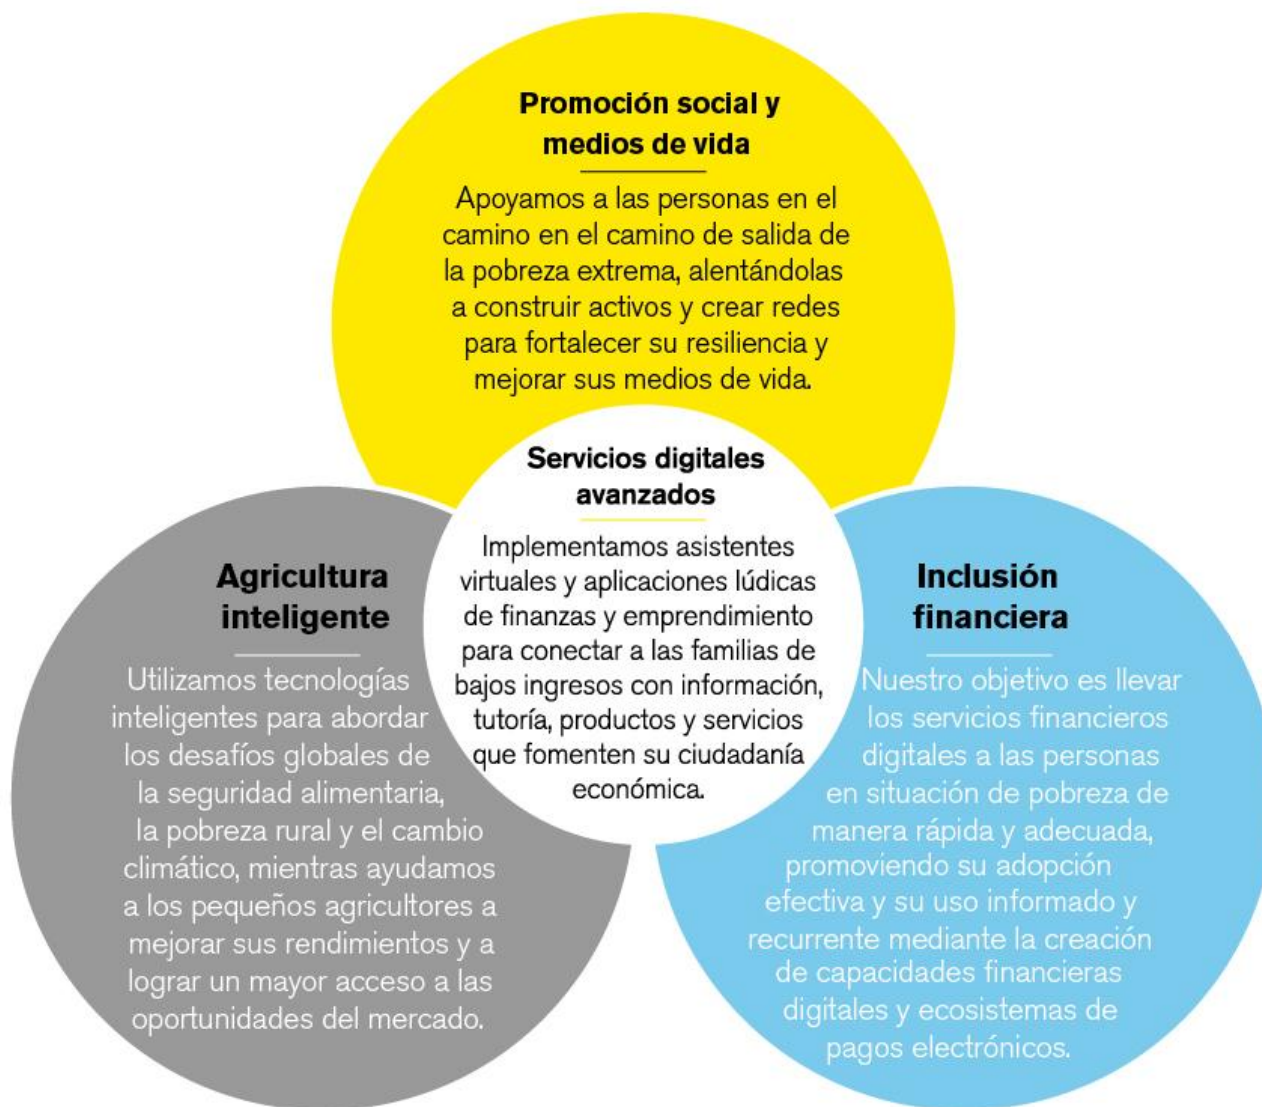 Promoción social y
medios de vida
Apoyamos a las personas en el
camino en el camino de salida de
la pobreza extrema, alentándolas
a construir activos y crear redes
para fortalecer su resiliencia y
mejorar sus medios de vida.
Servicios digitales
avanzados
Implementamos asistentes
virtuales y aplicaciones lúdicas
de finanzas y emprendimiento
para conectar a las familias de
bajos ingresos con información,
tutoría, productos y servicios
que fomenten su ciudadanía
económica.
Agricultura
inteligente
Utilizamos tecnologías
inteligentes para abordar
los desafíos globales de
la seguridad alimentaria,
la pobreza rural y el cambio
climático, mientras ayudamos
a los pequeños agricultores a
mejorar sus rendimientos y a
lograr un mayor acceso a las
oportunidades del mercado.
Inclusión
financiera
Nuestro objetivo es llevar
los servicios financieros
digitales a las personas
en situación de pobreza de
manera rápida y adecuada,
promoviendo su adopción
efectiva y su uso informado y
recurrente mediante la creación
de capacidades financieras
digitales y ecosistemas de
pagos electrónicos.